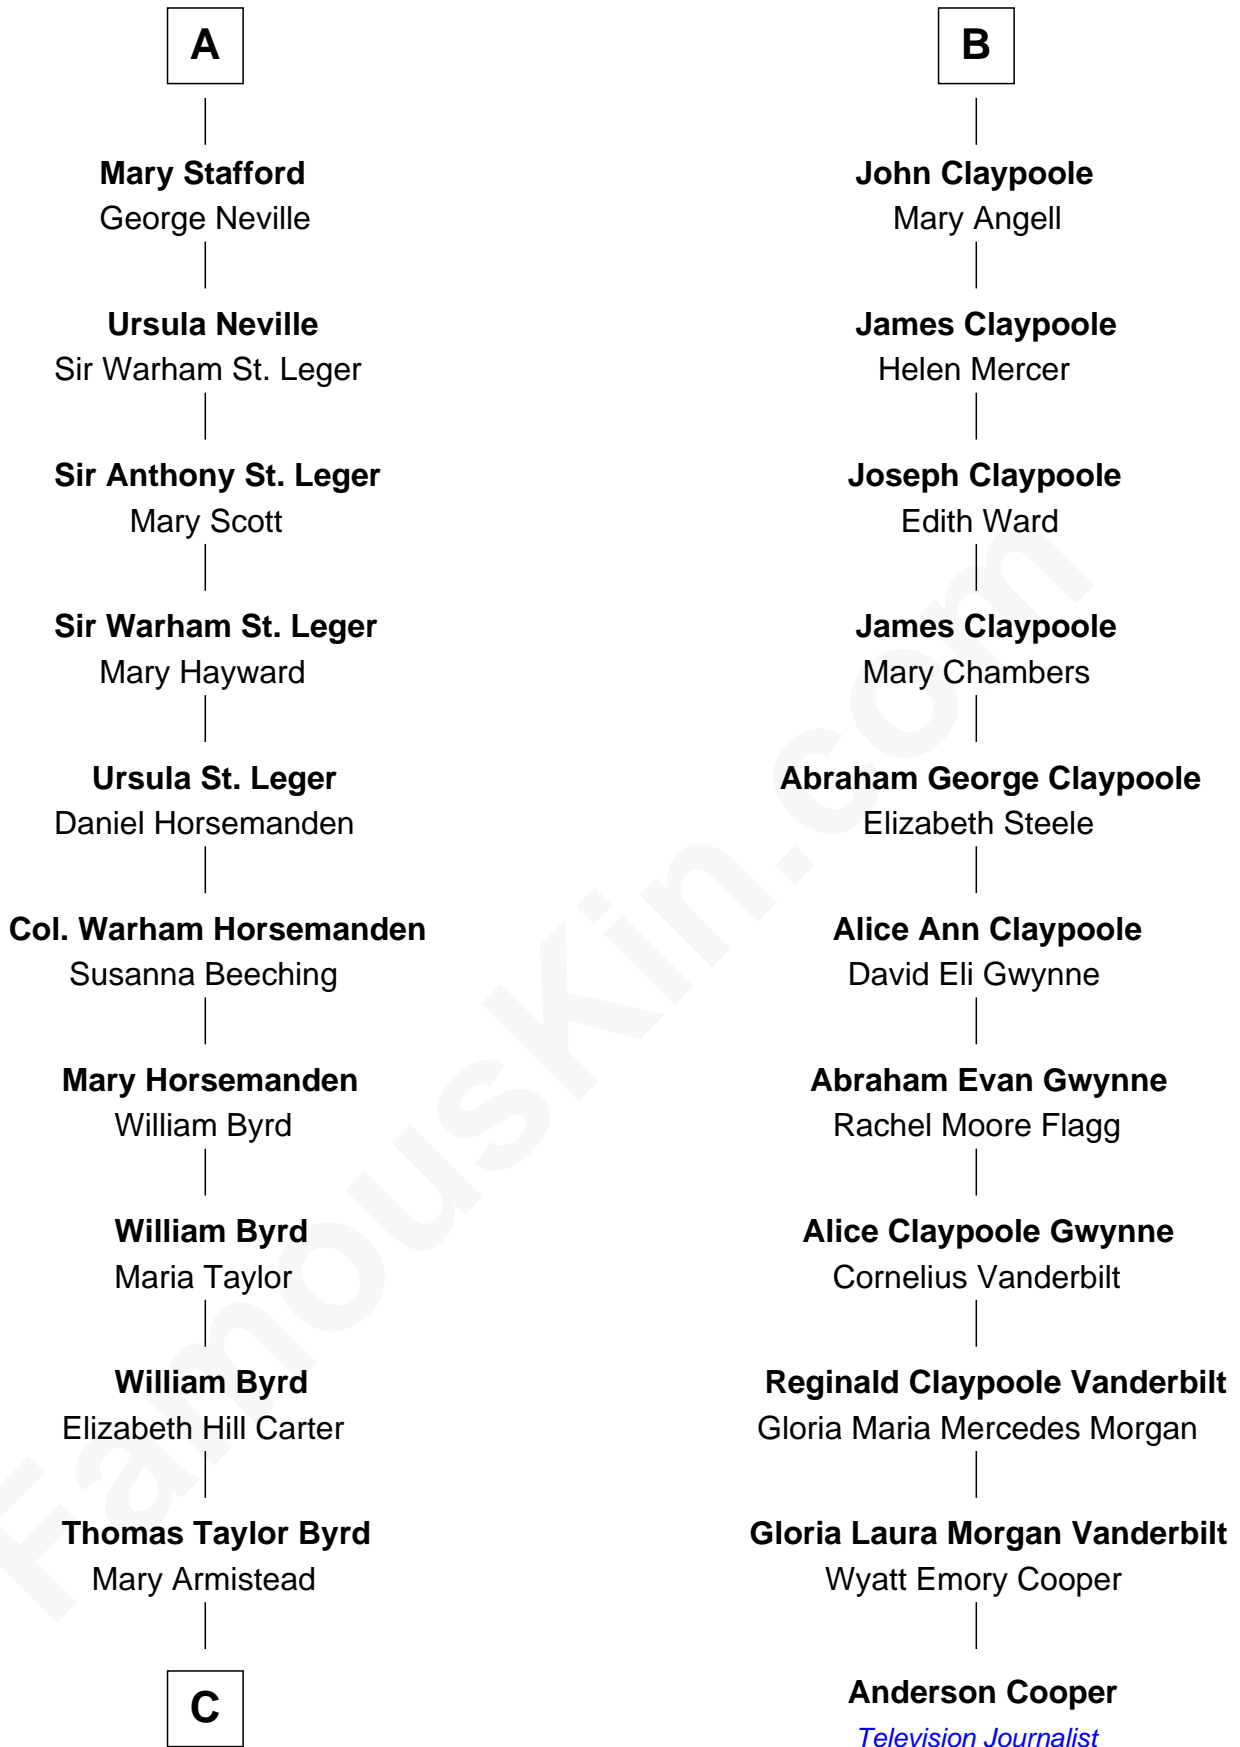 A
Mary Stafford
George Neville
Ursula Neville
Sir Warham St. Leger
Sir Anthony St. Leger
Mary Scott
Sir Warham St. Leger
Mary Hayward
Ursula St. Leger
Daniel Horsemanden
Col. Warham Horsemanden
Susanna Beeching
Mary Horsemanden
William Byrd
William Byrd
Maria Taylor
William Byrd
Elizabeth Hill Carter
Thomas Taylor Byrd
Mary Armistead
C
B
John Claypoole
Mary Angell
James Claypoole
Helen Mercer
Joseph Claypoole
Edith Ward
James Claypoole
Mary Chambers
Abraham George Claypoole
Elizabeth Steele
Alice Ann Claypoole
David Eli Gwynne
Abraham Evan Gwynne
Rachel Moore Flagg
Alice Claypoole Gwynne
Cornelius Vanderbilt
Reginald Claypoole Vanderbilt
Gloria Maria Mercedes Morgan
Gloria Laura Morgan Vanderbilt
Wyatt Emory Cooper
Anderson Cooper
Television Journalist
FamousKin.com